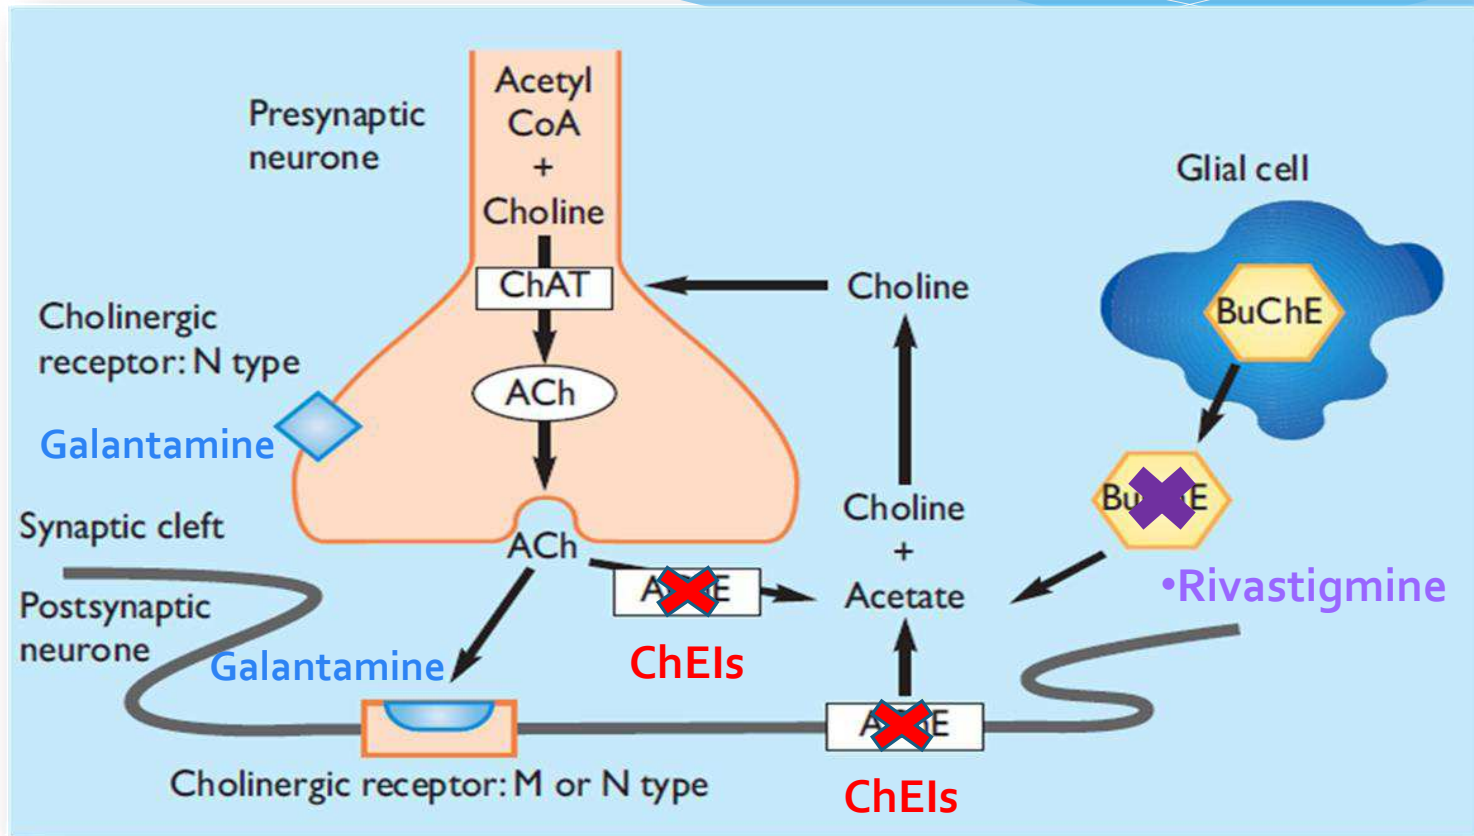 Acetyl
CoA
+
Choline
Presynaptic
neurone
Glial cell
ChAT
Choline
BuChE
Cholinergic
receptor: N type
ACh
Galantamine
Choline
+
Acetate
Synaptic cleft
ACh
•Rivastigmine
Postsynaptic
neurone
Galantamine
ChEIs
Cholinergic receptor: M or N type
ChEIs